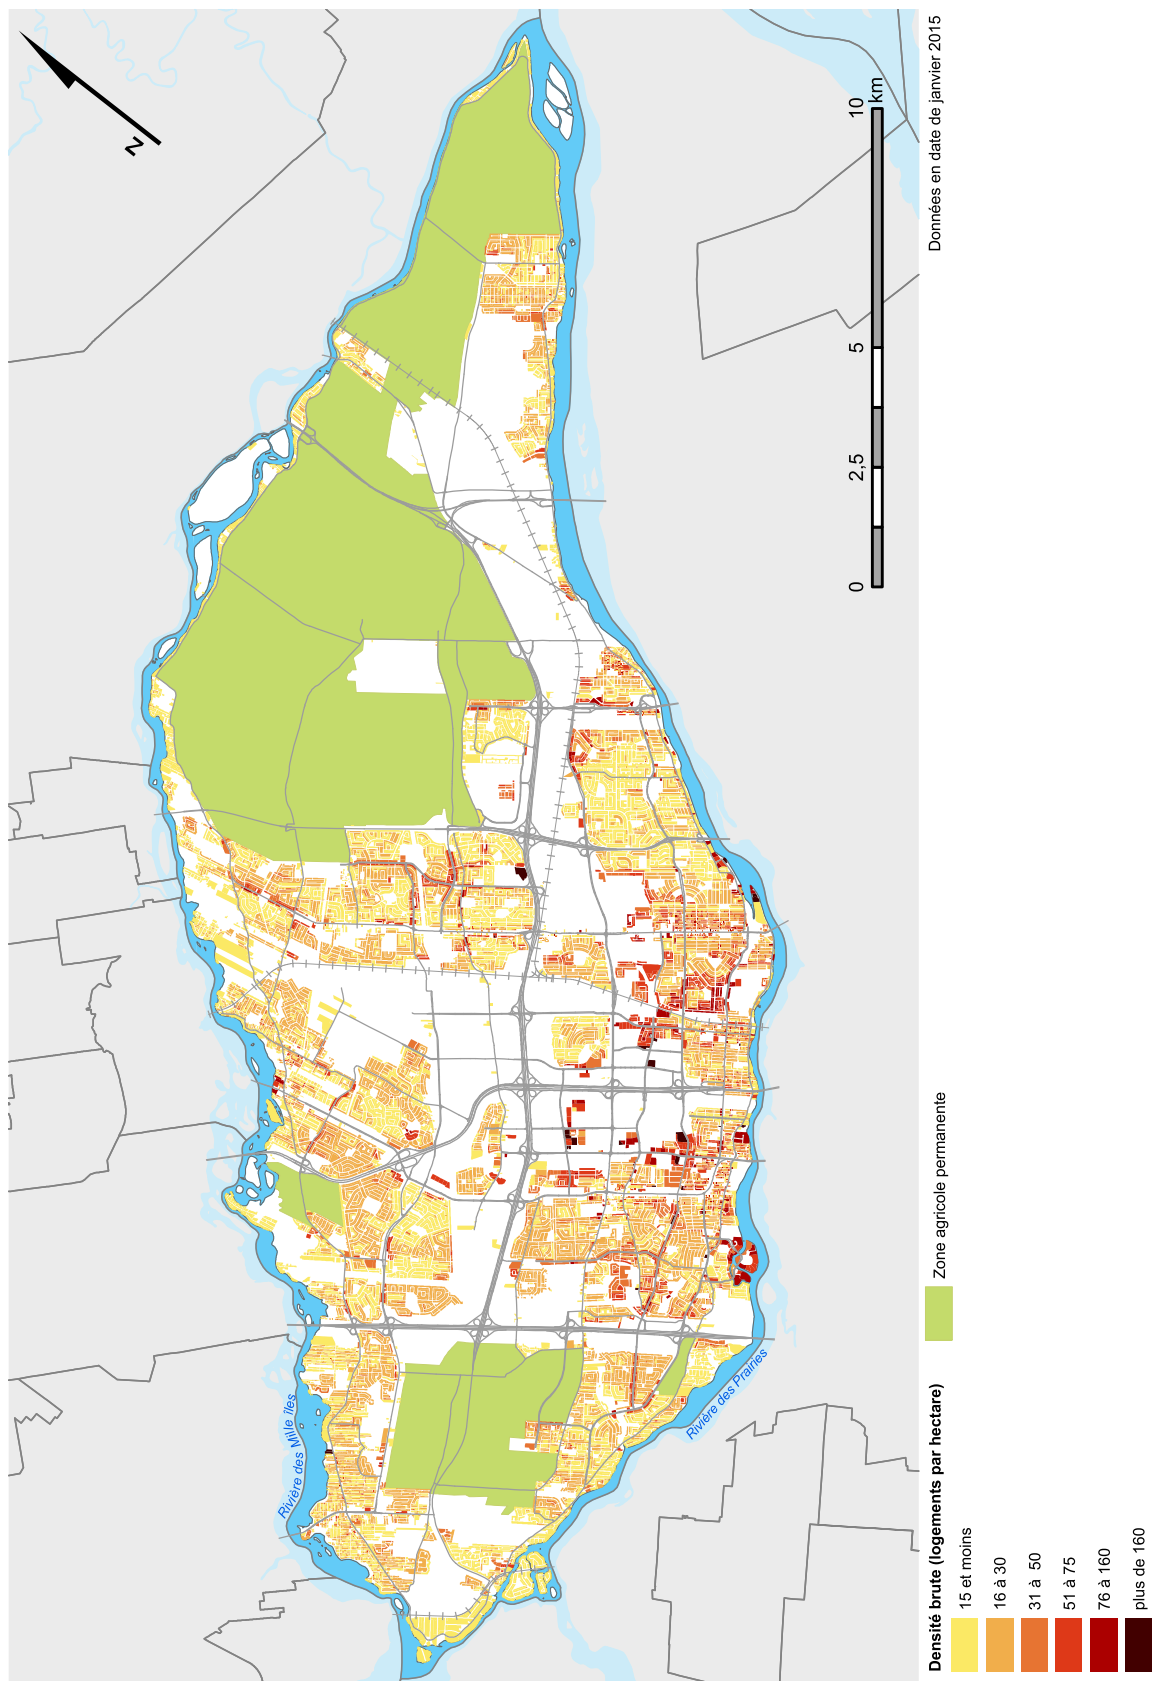 N
Rivière des Mille îles
Rivière des Prairies
0
2,5
5
10
km
Données en date de janvier 2015
Densité brute (logements par hectare)
15 et moins
16 à 30
31 à 50
51 à 75
76 à 160
plus de 160
Zone agricole permanente